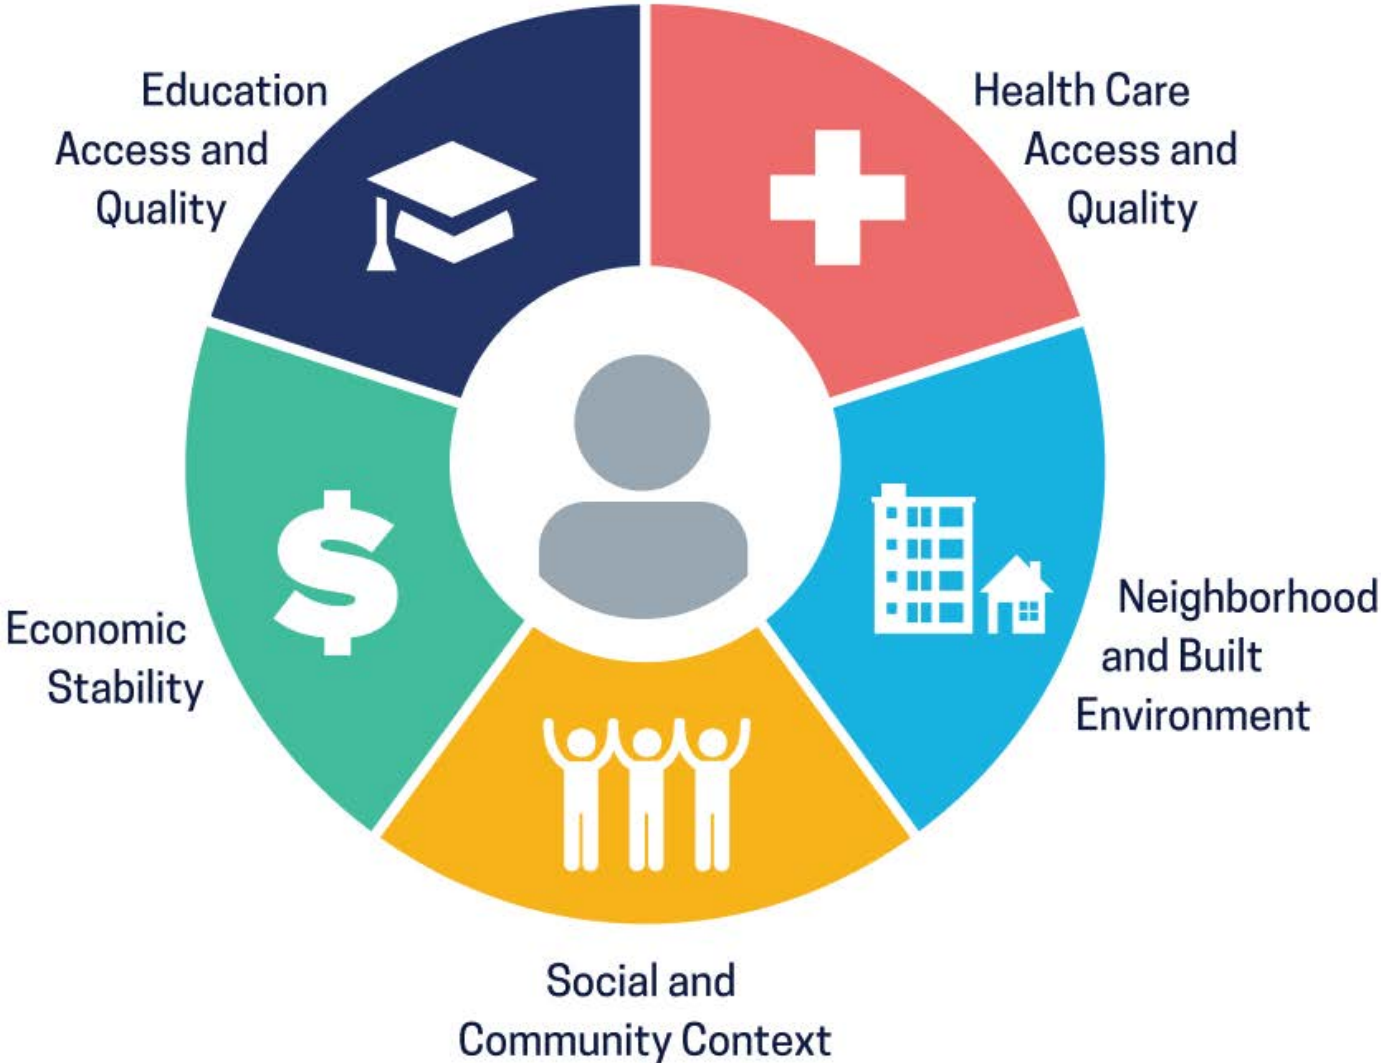 Education
Access and
Quality
Health Care
Access and
Quality
Economic
Stability
Neighborhood
and Built
Environment
Social and
Community Context